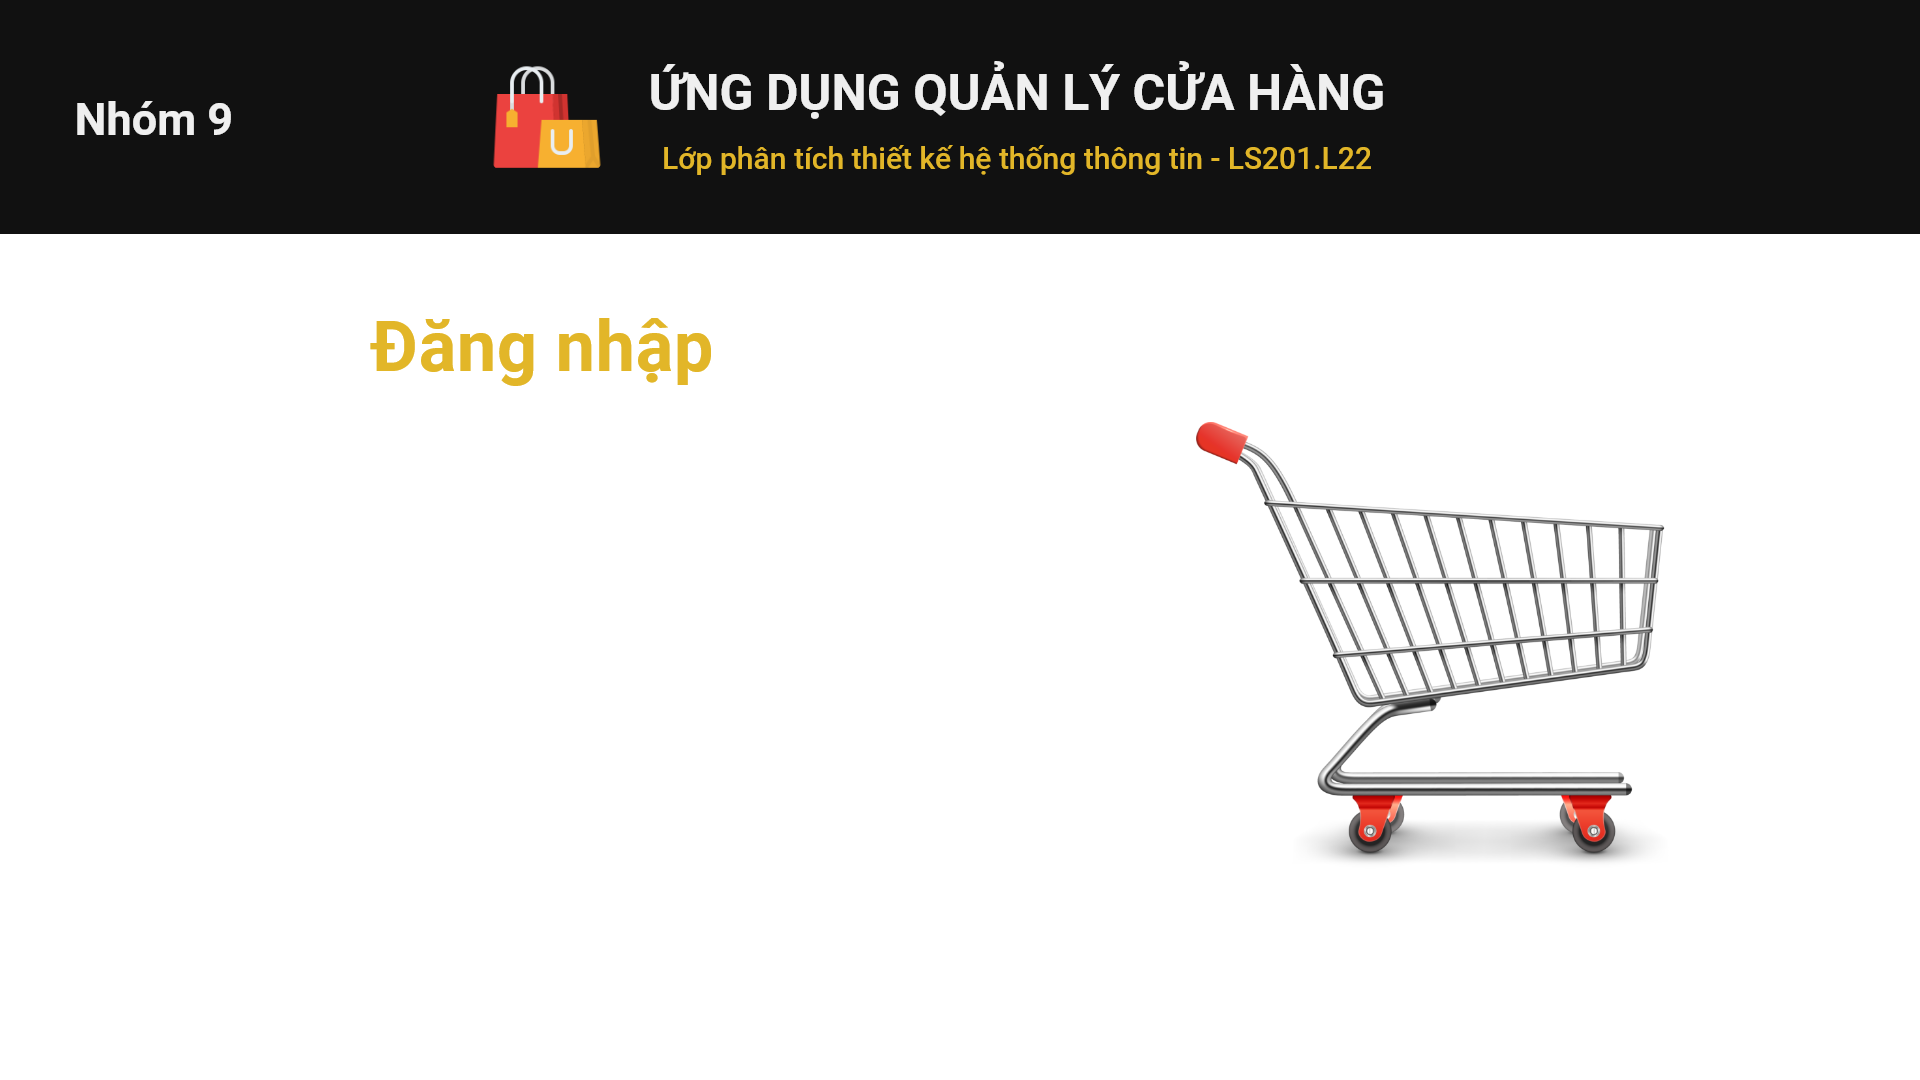 Nhóm 9
ỨNG DỤNG QUẢN LÝ CỬA HÀNG
Lớp phân tích thiết kế hệ thống thông tin - LS201.L22
Đăng nhập